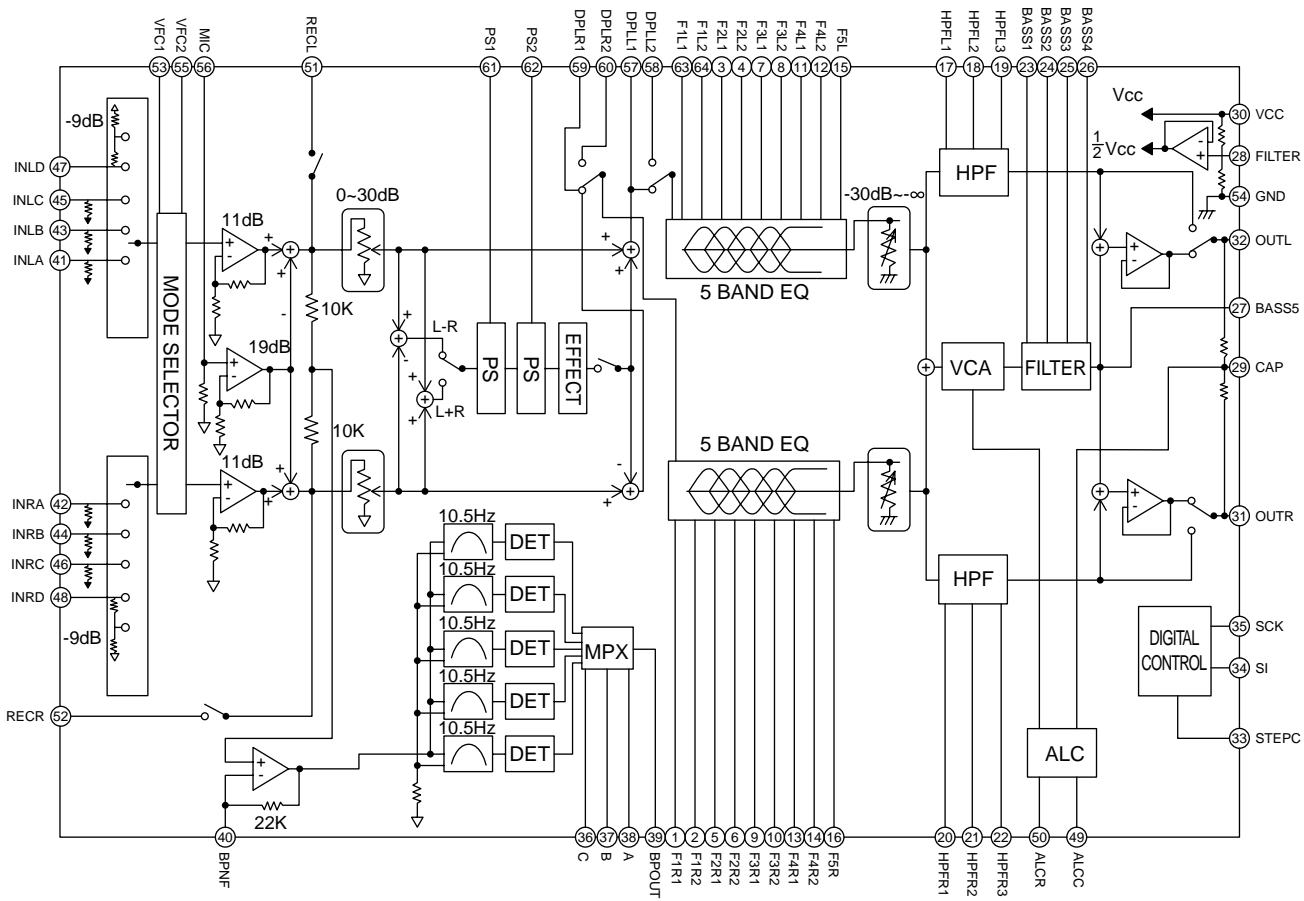 VFC1
VFC2
MIC
RECL
PS1
PS2
DPLR1
DPLR2
DPLL1
DPLL2
F1L1
F1L2
F2L1
F2L2
F3L1
F3L2
F4L1
F4L2
F5L
HPFL1
HPFL2
HPFL3
BASS1
BASS2
BASS3
BASS4
53 55 56 51 61 62 59 60 57 58 63 64 3 4 7 8 11 12 15 17 18 19 23 24 25 26
-9dB
INLD 47
INLC 45
INLB 43
INLA 41
MODE SELECTOR
11dB
+
-
19dB
+
-
11dB
+
-
+
+
+
-
+
+
10K
10K
0~30dB
+
-
+
+
L-R
L+R
PS
PS
EFFECT
+
+
-
+
5 BAND EQ
5 BAND EQ
-30dB~-∞
HPF
VCA
FILTER
HPF
Vcc
1/2 Vcc
-
+
+
+
-
+
+
-
30 VCC
28 FILTER
54 GND
32 OUTL
27 BASS5
29 CAP
31 OUTR
35 SCK
34 SI
33 STEPC
DIGITAL
CONTROL
ALC
INRA 42
INRB 44
INRC 46
INRD 48
-9dB
RECR 52
10.5Hz
DET
10.5Hz
DET
10.5Hz
DET
10.5Hz
DET
10.5Hz
DET
MPX
+
-
22K
40 36 37 38 39 1 2 5 6 9 10 13 14 16 20 21 22 50 49
BPNF
C
B
A
BPOUT
F1R1
F1R2
F2R1
F2R2
F3R1
F3R2
F4R1
F4R2
F5R
HPFR1
HPFR2
HPFR3
ALCR
ALCC